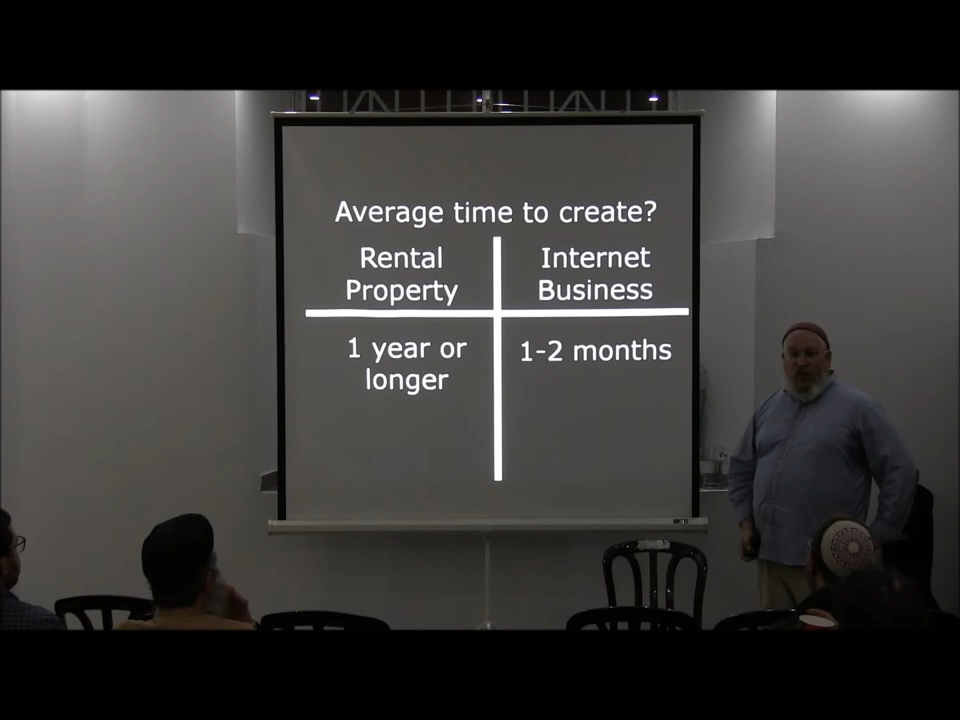 Average time to create?
Rental
Property
Internet
Business
1 year or
longer
1-2 months